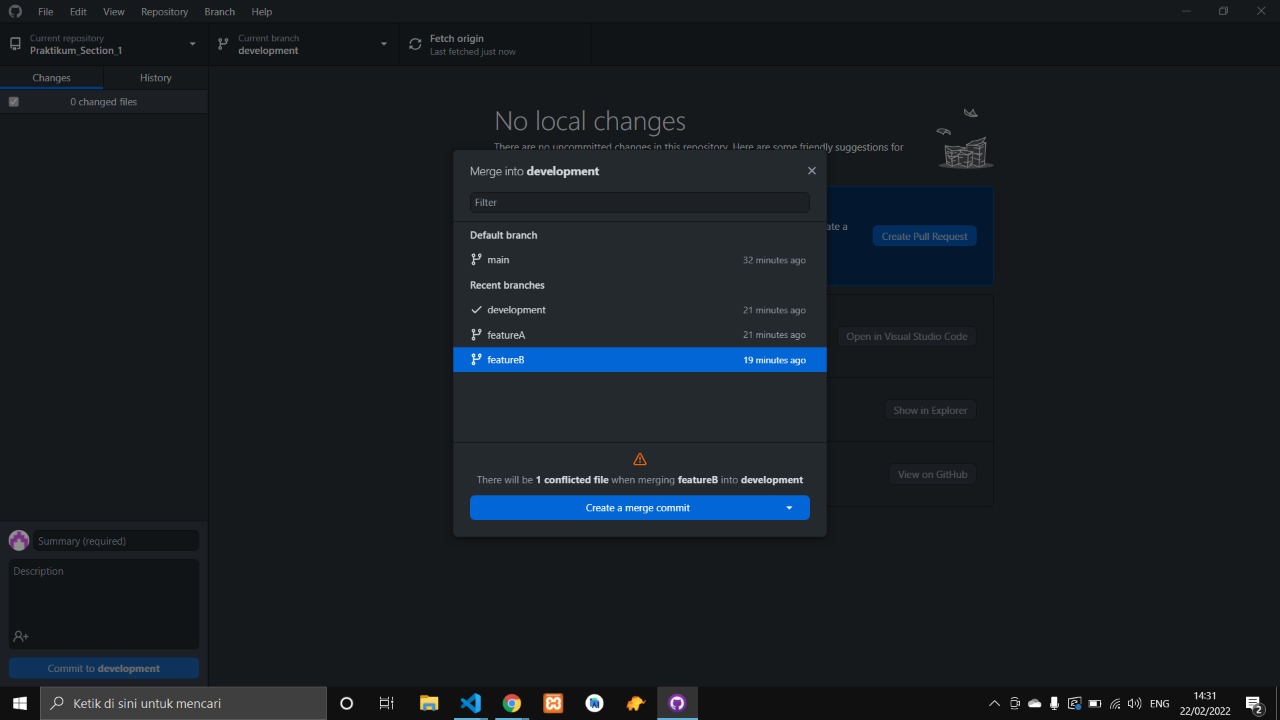 File Edit View Repository Branch Help
Current repository
Praktikum_Section_1
Current branch
development
Fetch origin
Last fetched just now
Changes History
0 changed files
No local changes
There are no uncommitted changes in this repository. Here are some friendly suggestions for
Merge into development
Filter
Default branch
main 32 minutes ago
Recent branches
development 21 minutes ago
featureA 21 minutes ago
featureB 19 minutes ago
There will be 1 conflicted file when merging featureB into development
Create a merge commit
ate a
Create Pull Request
Open in Visual Studio Code
Show in Explorer
View on GitHub
Summary (required)
Description
Commit to development
Ketik di sini untuk mencari
ENG
14:31
22/02/2022
2